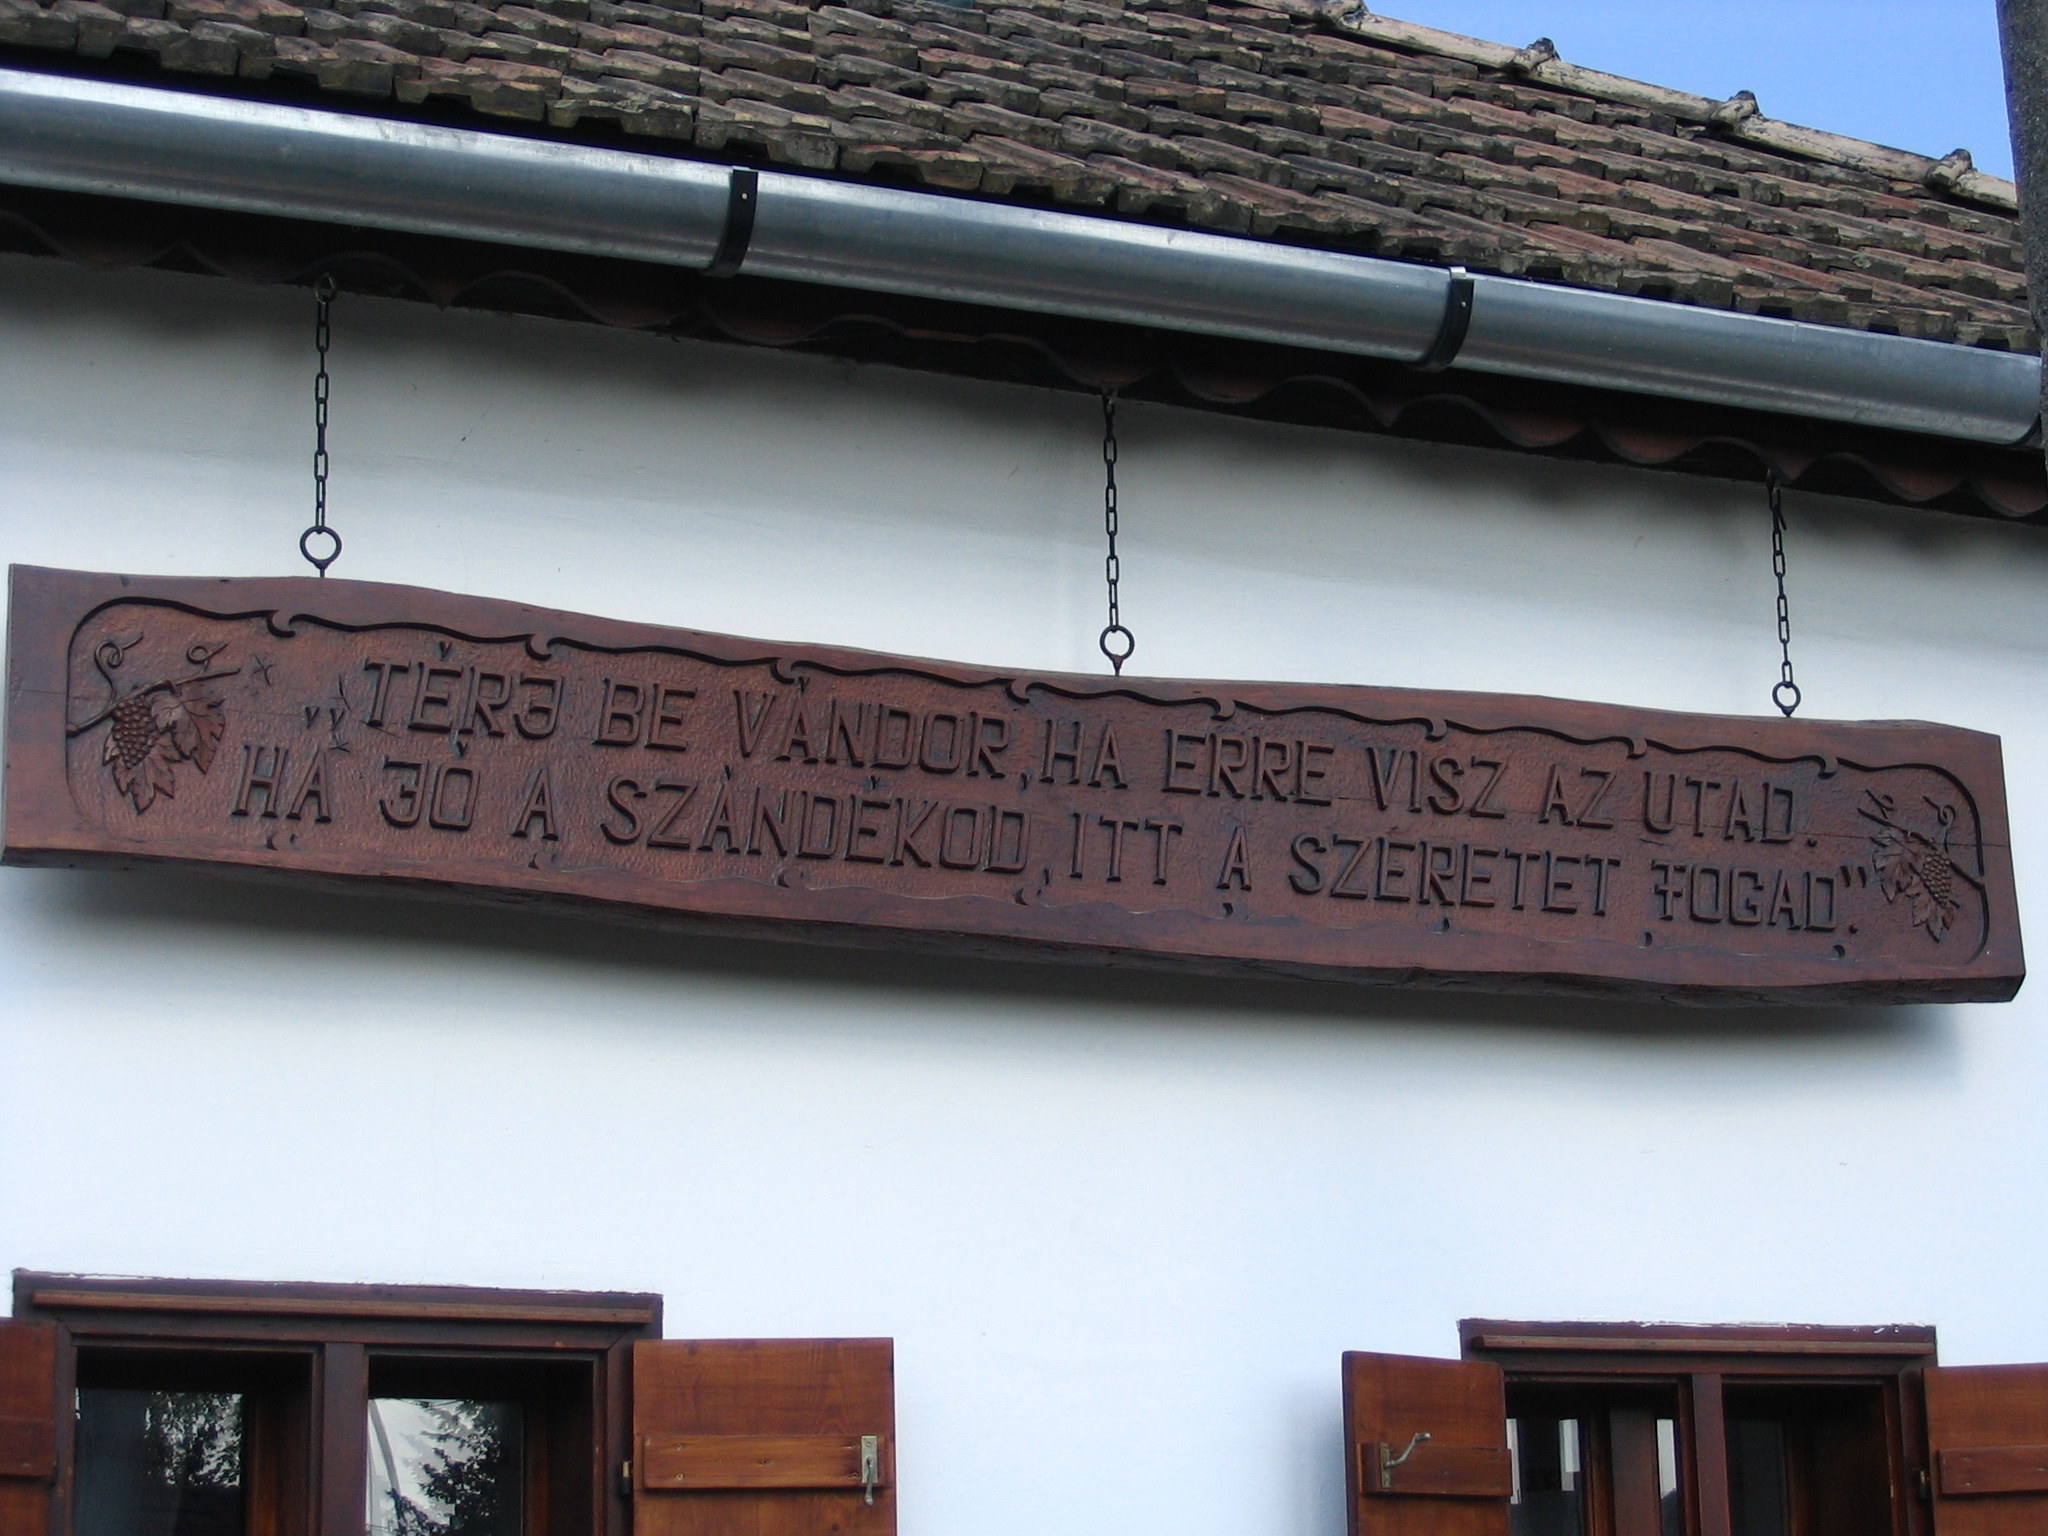 „TÉRJ BE VÁNDOR, HA ERRE VISZ AZ UTAD.
HA JÓ A SZÁNDÉKOD, ITT A SZERETET FOGAD.”